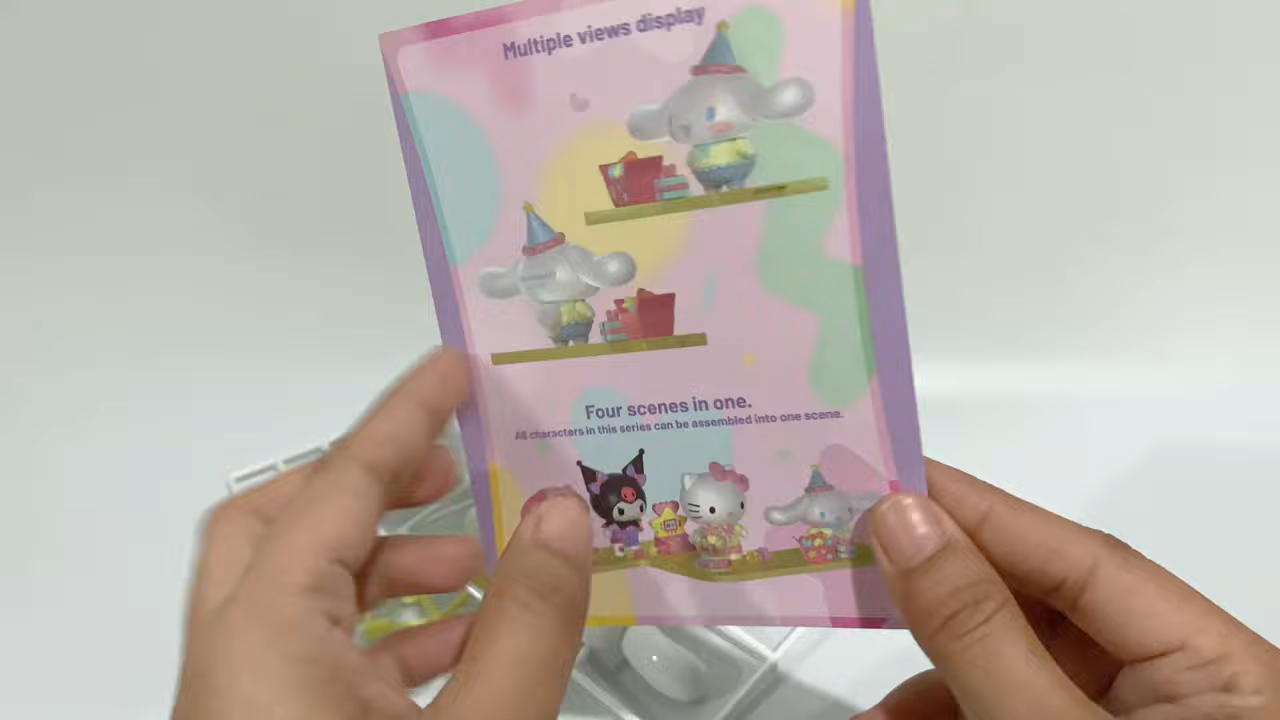 Multiple views display
Four scenes in one.
All characters in this series can be assembled into one scene.